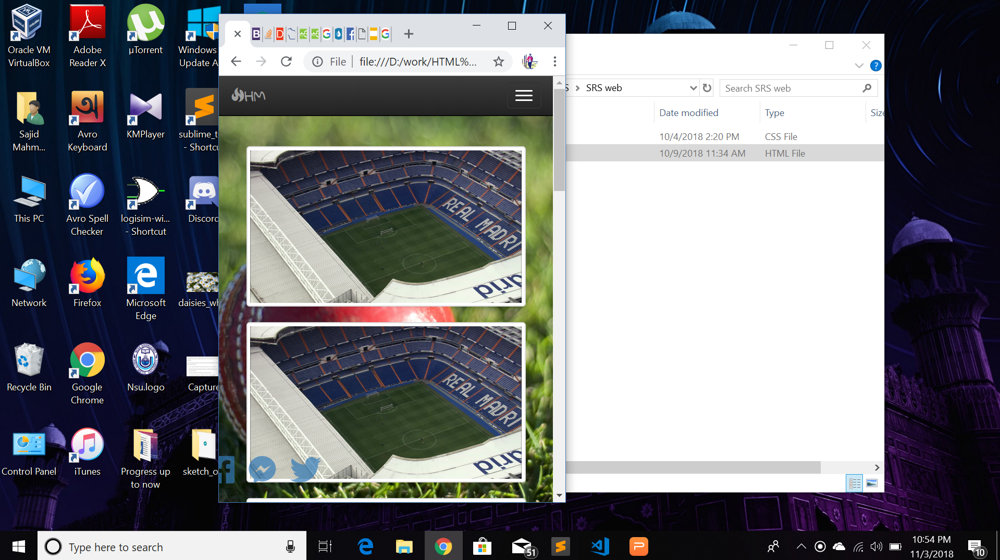 Oracle VM
VirtualBox
Adobe
Reader X
µTorrent
Windows
Update A
Sajid
Mahm...
Avro
Keyboard
KMPlayer
sublime_t
- Shortcu
This PC
Avro Spell
Checker
logisim-wi...
- Shortcut
Discord
Network
Firefox
Microsoft
Edge
daisies_wh
Recycle Bin
Google
Chrome
Nsu.logo
Capture
Control Panel
iTunes
Progress up
to now
sketch_o
File
file:///D:/work/HTML%...
HM
REAL MADRI
drid
REAL MADRI
drid
S
SRS web
Search SRS web
Date modified
Type
Size
10/4/2018 2:20 PM
CSS File
10/9/2018 11:34 AM
HTML File
Type here to search
51
10:54 PM
11/3/2018
10